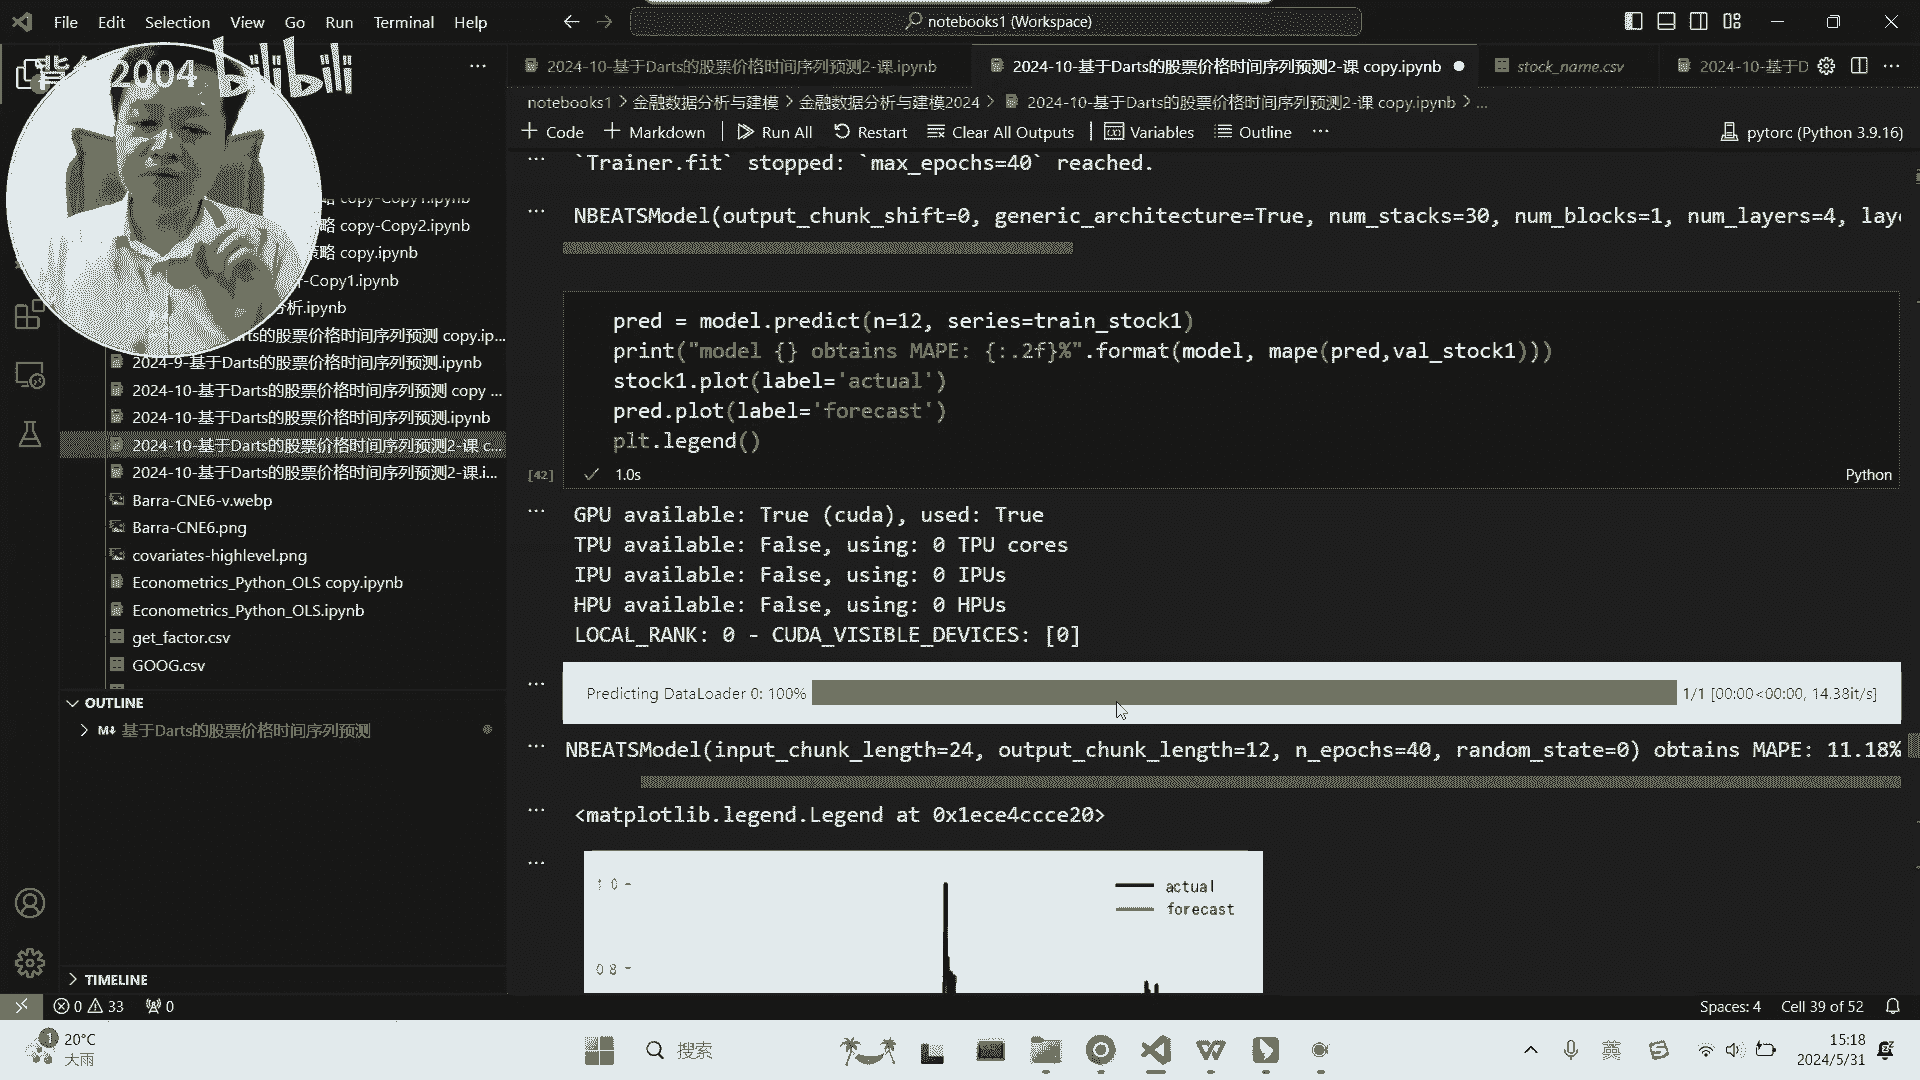 File Edit Selection View Go Run Terminal Help
notebooks1 (Workspace)
2004 bilibili
2024-10-基于Darts的股票价格时间序列预测2-课.ipynb
2024-10-基于Darts的股票价格时间序列预测2-课 copy.ipynb
stock_name.csv
2024-10-基于D
notebooks1 > 金融数据分析与建模 > 金融数据分析与建模2024 > 2024-10-基于Darts的股票价格时间序列预测2-课 copy.ipynb > ...
+ Code + Markdown | Run All Restart Clear All Outputs | Variables Outline ...
pytorc (Python 3.9.16)
略 copy-Copy1.ipynb
略 copy-Copy2.ipynb
策略 copy.ipynb
-Copy1.ipynb
分析.ipynb
arts的股票价格时间序列预测 copy.ip...
2024-9-基于Darts的股票价格时间序列预测.ipynb
2024-10-基于Darts的股票价格时间序列预测 copy ...
2024-10-基于Darts的股票价格时间序列预测.ipynb
2024-10-基于Darts的股票价格时间序列预测2-课 c...
2024-10-基于Darts的股票价格时间序列预测2-课.i...
Barra-CNE6-v.webp
Barra-CNE6.png
covariates-highlevel.png
Econometrics_Python_OLS copy.ipynb
Econometrics_Python_OLS.ipynb
get_factor.csv
GOOG.csv
OUTLINE
基于Darts的股票价格时间序列预测
TIMELINE
`Trainer.fit` stopped: `max_epochs=40` reached.
NBEATSModel(output_chunk_shift=0, generic_architecture=True, num_stacks=30, num_blocks=1, num_layers=4, laye
pred = model.predict(n=12, series=train_stock1)
print("model {} obtains MAPE: {:.2f}%".format(model, mape(pred,val_stock1)))
stock1.plot(label='actual')
pred.plot(label='forecast')
plt.legend()
[42] 1.0s Python
GPU available: True (cuda), used: True
TPU available: False, using: 0 TPU cores
IPU available: False, using: 0 IPUs
HPU available: False, using: 0 HPUs
LOCAL_RANK: 0 - CUDA_VISIBLE_DEVICES: [0]
Predicting DataLoader 0: 100% 1/1 [00:00<00:00, 14.38it/s]
NBEATSModel(input_chunk_length=24, output_chunk_length=12, n_epochs=40, random_state=0) obtains MAPE: 11.18%
<matplotlib.legend.Legend at 0x1ece4ccce20>
1.0
actual
forecast
0.8
0 33 0
Spaces: 4 Cell 39 of 52
1 20°C
大雨
搜索
英
15:18
2024/5/31